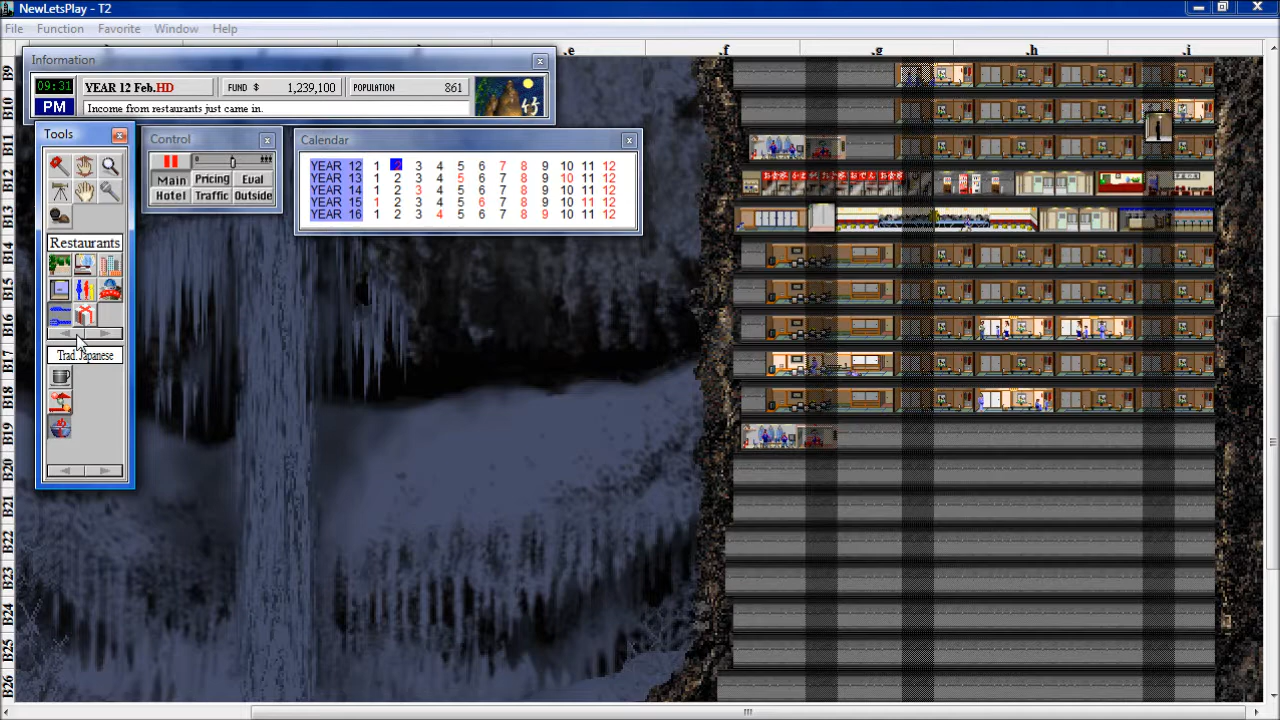 NewLetsPlay - T2
File Function Favorite Window Help
e f g h i
Information
09:31 PM
YEAR 12 Feb.HD
FUND $ 1,239,100
POPULATION 861
Income from restaurants just came in.
Tools
Restaurants
Trad. Japanese
Control
0
Main Pricing Eval
Hotel Traffic Outside
Calendar
YEAR 12 1 2 3 4 5 6 7 8 9 10 11 12
YEAR 13 1 2 3 4 5 6 7 8 9 10 11 12
YEAR 14 1 2 3 4 5 6 7 8 9 10 11 12
YEAR 15 1 2 3 4 5 6 7 8 9 10 11 12
YEAR 16 1 2 3 4 5 6 7 8 9 10 11 12
B9
B10
B11
B12
B13
B14
B15
B16
B17
B18
B19
B20
B21
B22
B23
B24
B25
B26